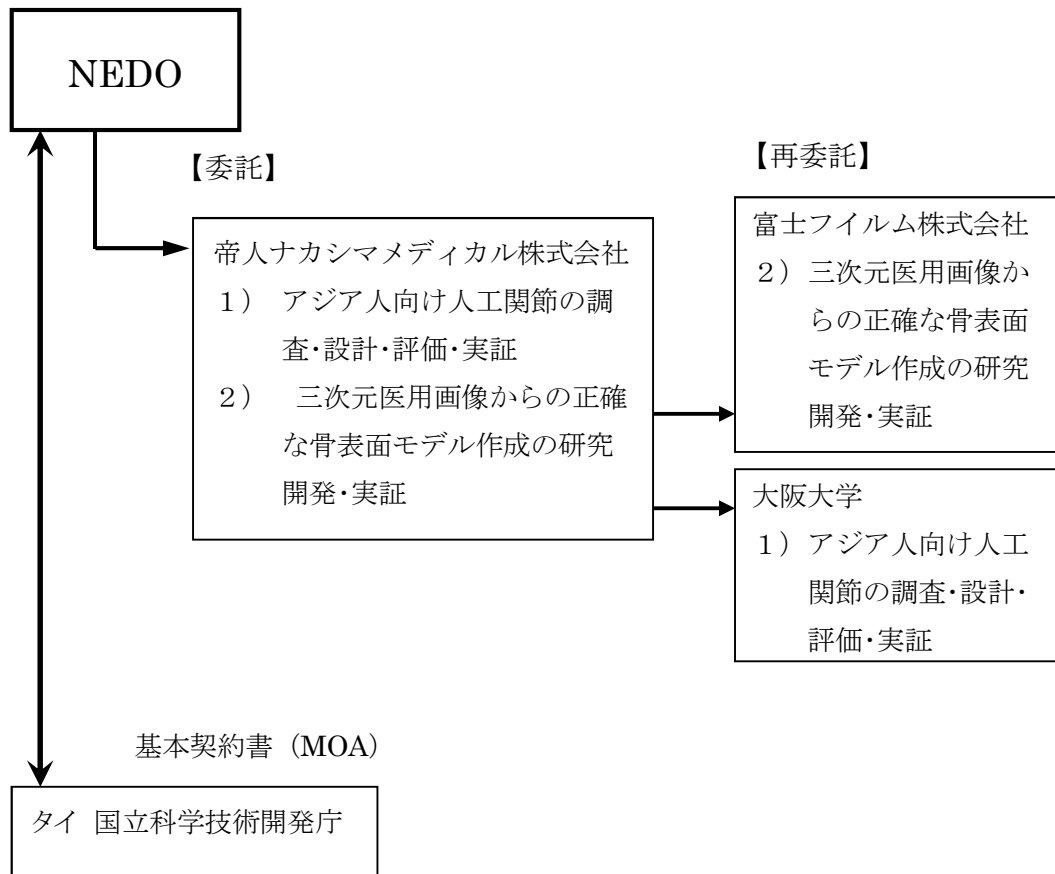 NEDO
【委託】
帝人ナカシマメディカル株式会社
１） アジア人向け人工関節の調
査・設計・評価・実証
２） 三次元医用画像からの正確
な骨表面モデル作成の研究
開発・実証
【再委託】
富士フイルム株式会社
２）三次元医用画像か
らの正確な骨表面
モデル作成の研究
開発・実証
大阪大学
１）アジア人向け人工
関節の調査・設計・
評価・実証
基本契約書（MOA）
タイ 国立科学技術開発庁